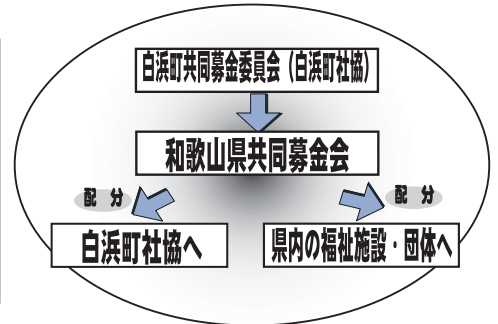 白浜町共同募金委員会（白浜町社協）
和歌山県共同募金会
配 分
配 分
白浜町社協へ
県内の福祉施設・団体へ